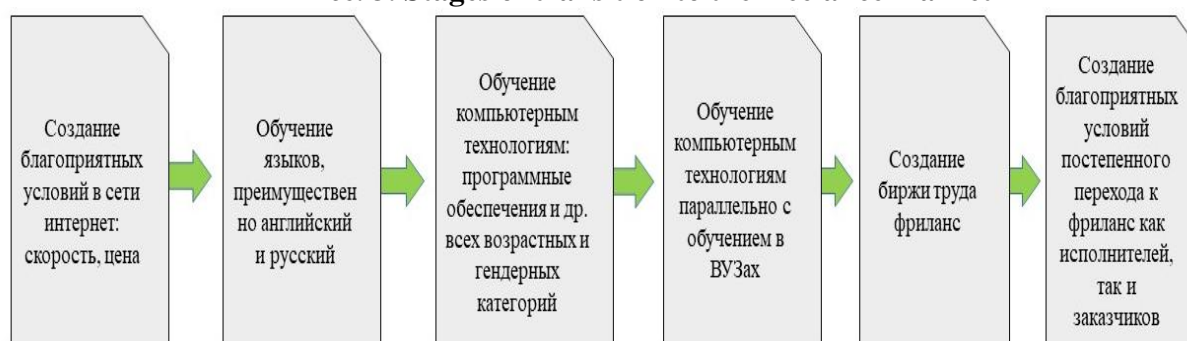 Создание
благоприятных
условий в сети
интернет:
скорость, цена
Обучение
языков,
преимуществен
но английский
и русский
Обучение
компьютерным
технологиям:
программные
обеспечения и др.
всех возрастных и
гендерных
категорий
Обучение
компьютерным
технологиям
параллельно с
обучением в
ВУЗах
Создание
биржи труда
фриланс
Создание
благоприятных
условий
постепенного
перехода к
фриланс как
исполнителей,
так и
заказчиков